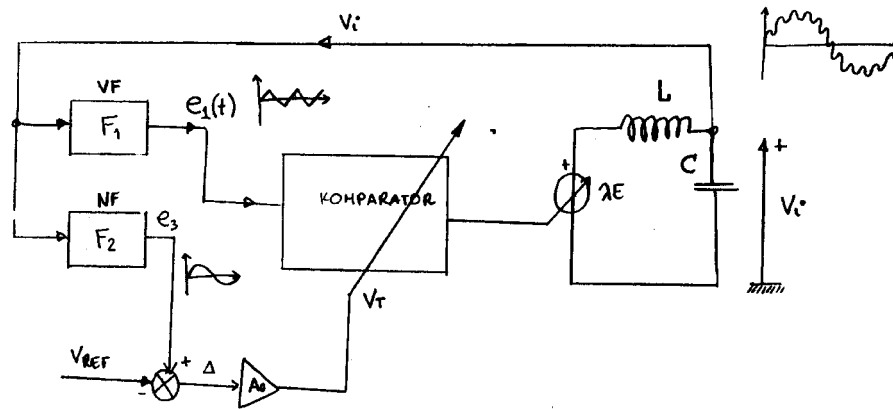 Vi
VF
F1
e1(t)
NF
F2
e3
KOMPARATOR
VT
VREF
+
-
Δ
A0
+
λE
L
C
+
Vi